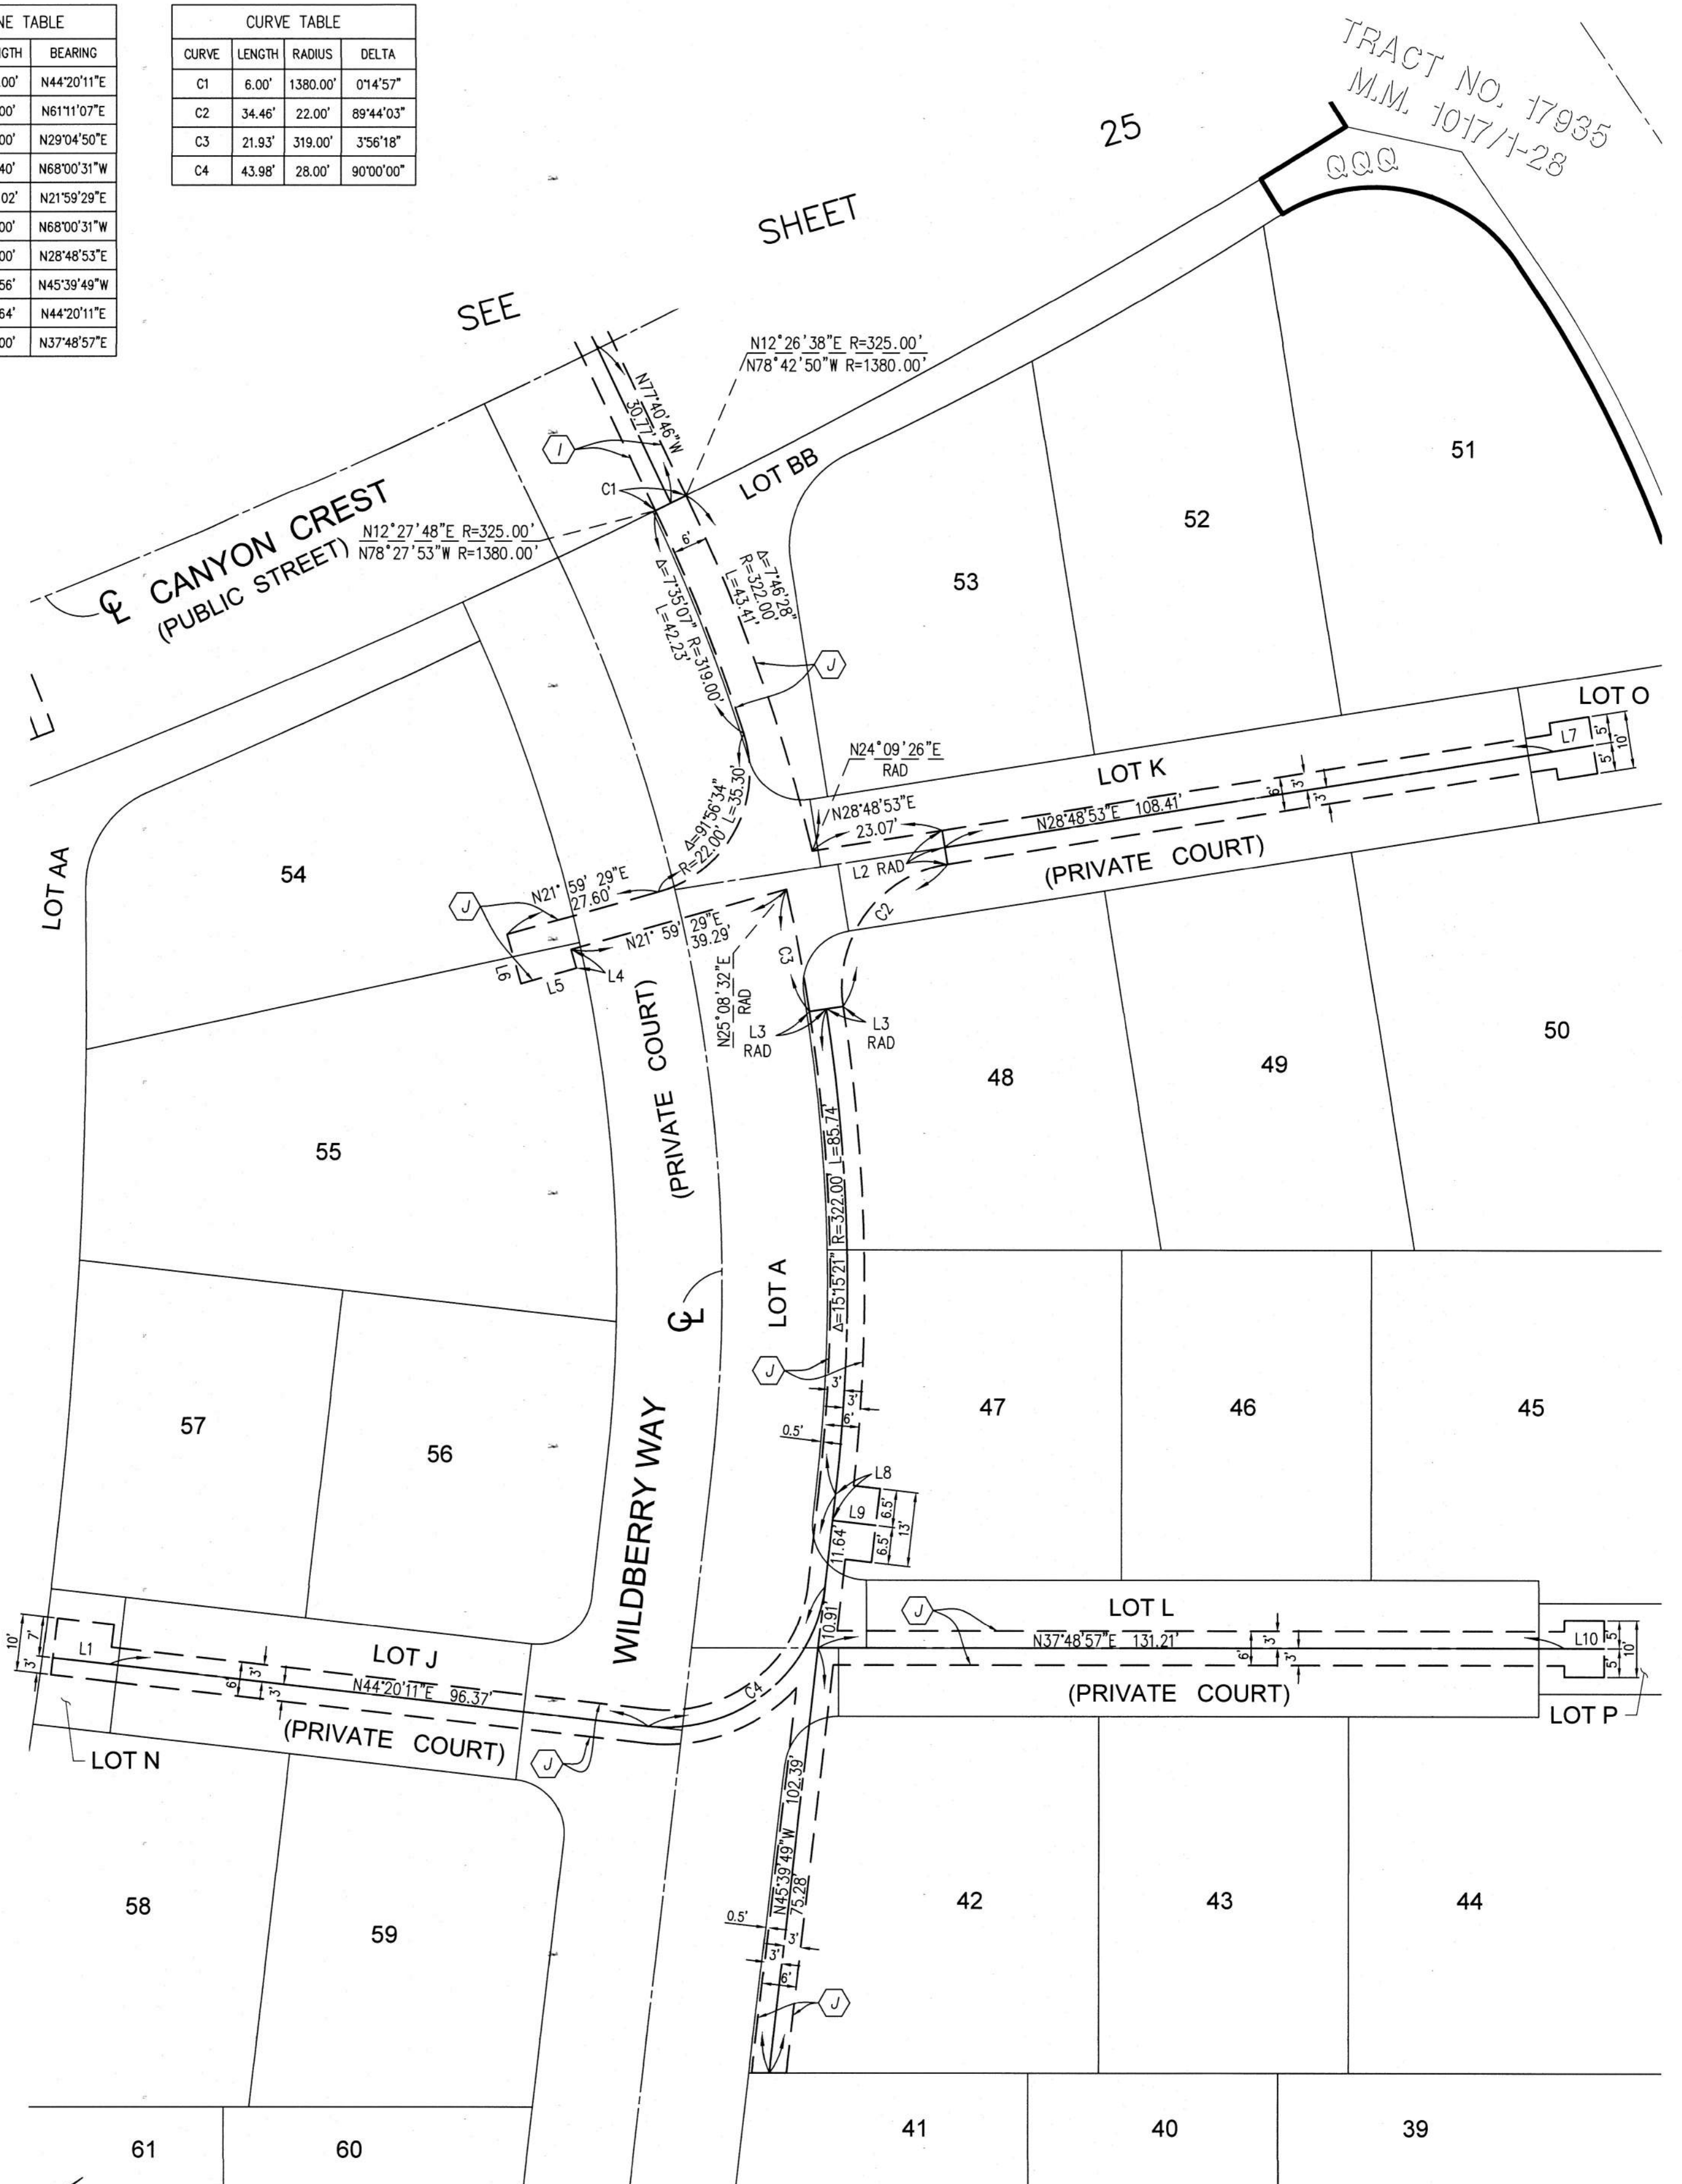 NE TABLE
GTH BEARING
00' N44°20'11"E
00' N61°11'07"E
00' N29°04'50"E
40' N68°00'31"W
02' N21°59'29"E
00' N68°00'31"W
00' N28°48'53"E
56' N45°39'49"W
64' N44°20'11"E
00' N37°48'57"E
CURVE TABLE
CURVE LENGTH RADIUS DELTA
C1 6.00' 1380.00' 0°14'57"
C2 34.46' 22.00' 89°44'03"
C3 21.93' 319.00' 3°56'18"
C4 43.98' 28.00' 90°00'00"
TRACT NO. 17935
M.M. 1017/1-28
QQQ
SEE SHEET 25
N12°26'38"E R=325.00'
N78°42'50"W R=1380.00'
N77°40'46"W
30.77'
I
C1
LOT BB
51
52
53
CL CANYON CREST
(PUBLIC STREET)
N12°27'48"E R=325.00'
N78°27'53"W R=1380.00'
6'
Δ=7°46'28"
R=322.00'
L=43.41'
Δ=7°35'07" R=319.00'
L=42.23'
J
LOT O
L7
5'
5'
10'
N24°09'26"E
RAD
LOT K
N28°48'53"E
23.07'
N28°48'53"E 108.41'
6'
3'
3'
(PRIVATE COURT)
L2 RAD
Δ=91°56'34"
R=22.00' L=35.30'
54
LOT AA
J
N21° 59' 29"E
27.60'
N21° 59' 29"E
39.29'
L6
L5
L4
C2
C3
N25°08'32"E
RAD
L3
RAD
L3
RAD
(PRIVATE COURT)
48
49
50
55
Δ=15°15'21" R=322.00' L=85.74'
LOT A
CL
J
3'
3'
6'
0.5'
47
46
45
57
56
WILDBERRY WAY
L8
L9
6.5'
6.5'
13'
11.64'
10.91'
LOT L
J
N37°48'57"E 131.21'
6'
3'
3'
L10
5'
5'
10'
(PRIVATE COURT)
LOT P
10'
7'
3'
L1
LOT J
6'
3'
3'
N44°20'11"E 96.37'
(PRIVATE COURT)
LOT N
J
C4
N45°39'49"W 102.39'
75.28'
0.5'
3'
3'
6'
J
58
59
42
43
44
61
60
41
40
39